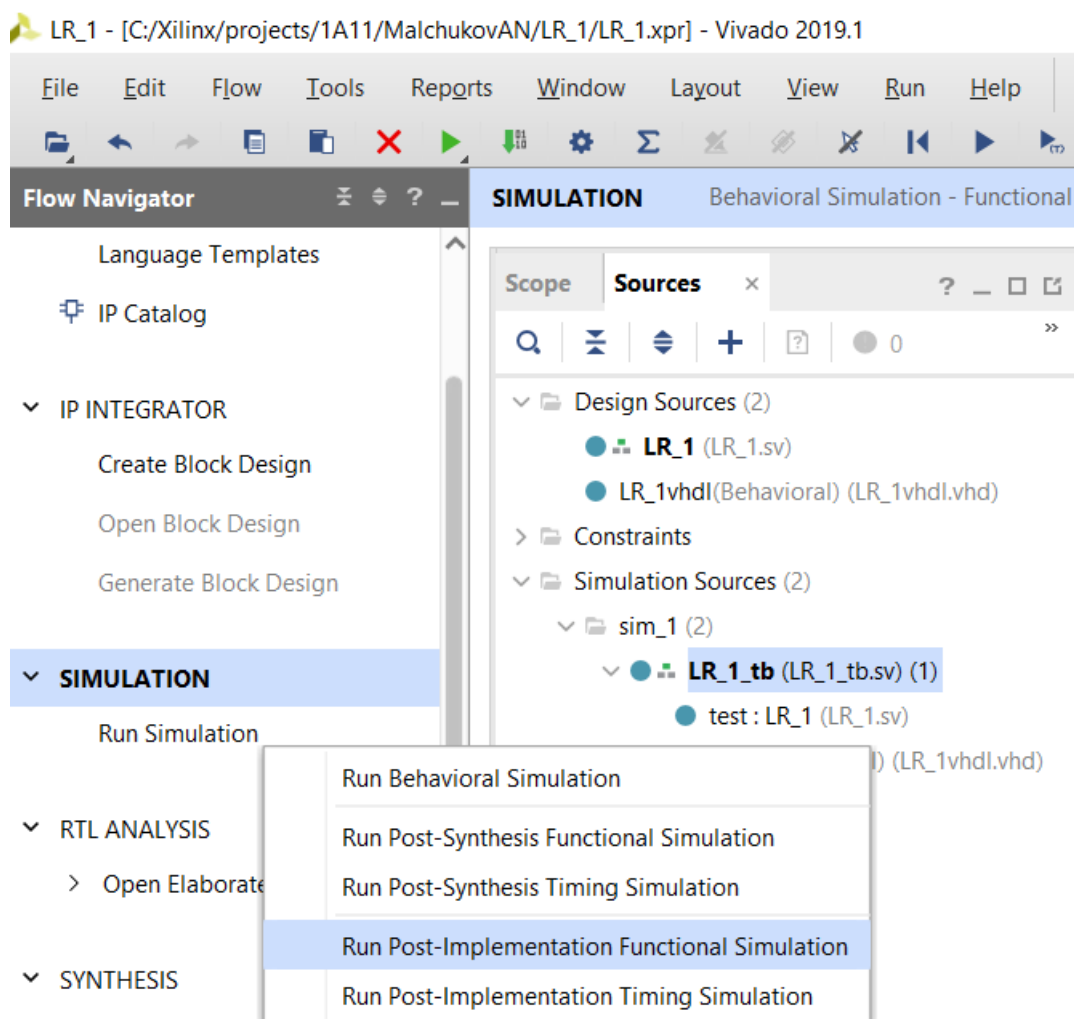 LR_1 - [C:/Xilinx/projects/1A11/MalchukovAN/LR_1/LR_1.xpr] - Vivado 2019.1
File Edit Flow Tools Reports Window Layout View Run Help
Flow Navigator
SIMULATION Behavioral Simulation - Functional
Language Templates
IP Catalog
IP INTEGRATOR
Create Block Design
Open Block Design
Generate Block Design
SIMULATION
Run Simulation
RTL ANALYSIS
Open Elaborate
SYNTHESIS
Scope Sources
0
Design Sources (2)
LR_1 (LR_1.sv)
LR_1vhdl(Behavioral) (LR_1vhdl.vhd)
Constraints
Simulation Sources (2)
sim_1 (2)
LR_1_tb (LR_1_tb.sv) (1)
test : LR_1 (LR_1.sv)
l) (LR_1vhdl.vhd)
Run Behavioral Simulation
Run Post-Synthesis Functional Simulation
Run Post-Synthesis Timing Simulation
Run Post-Implementation Functional Simulation
Run Post-Implementation Timing Simulation